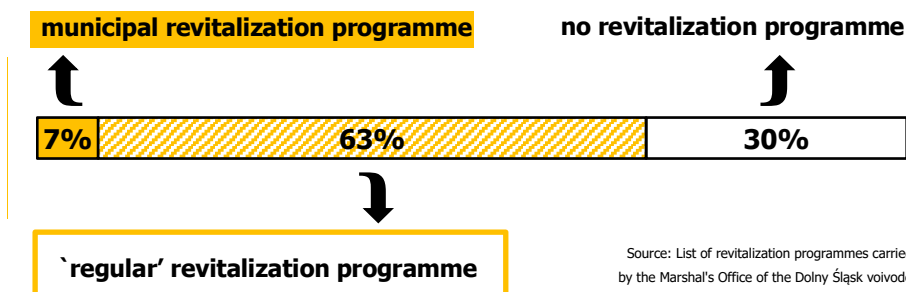 municipal revitalization programme
no revitalization programme
7%
63%
30%
`regular’ revitalization programme
Source: List of revitalization programmes carrie
by the Marshal's Office of the Dolny Śląsk voivod